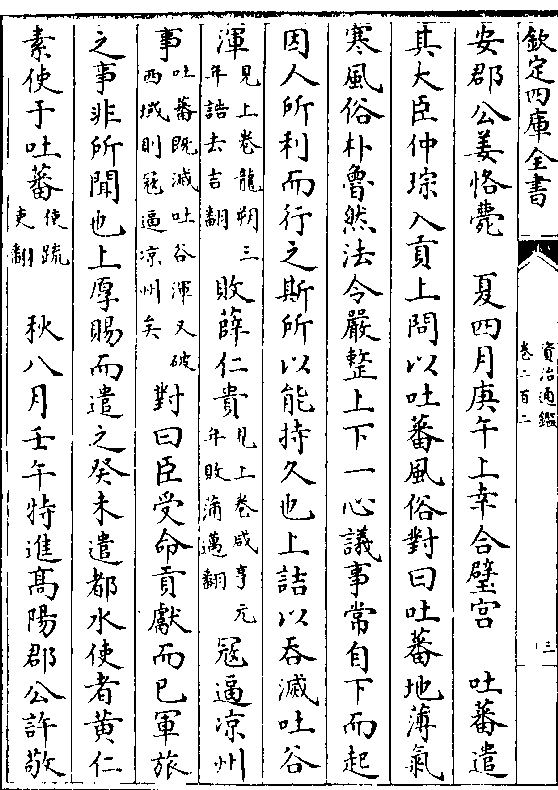 欽定四庫全書
資治通鑑
卷二百二
三
安郡公姜恪薨　夏四月庚午上幸合璧宫　吐蕃遣
其大臣仲琮入貢上問以吐蕃風俗對曰吐蕃地薄氣
寒風俗朴魯然法令嚴整上下一心議事常自下而起
因人所利而行之斯所以能持久也上詰以吞滅吐谷
渾見上卷龍朔三年詰去吉翻敗薛仁貴見上卷咸亨元年敗蒲邁翻冦逼凉州
事吐蕃既滅吐谷渾又破西域則冦逼凉州矣對曰臣受命貢獻而已軍旅
之事非所聞也上厚賜而遣之癸未遣都水使者黄仁
素使于吐蕃使疏吏翻　秋八月壬午特進髙陽郡公許敬